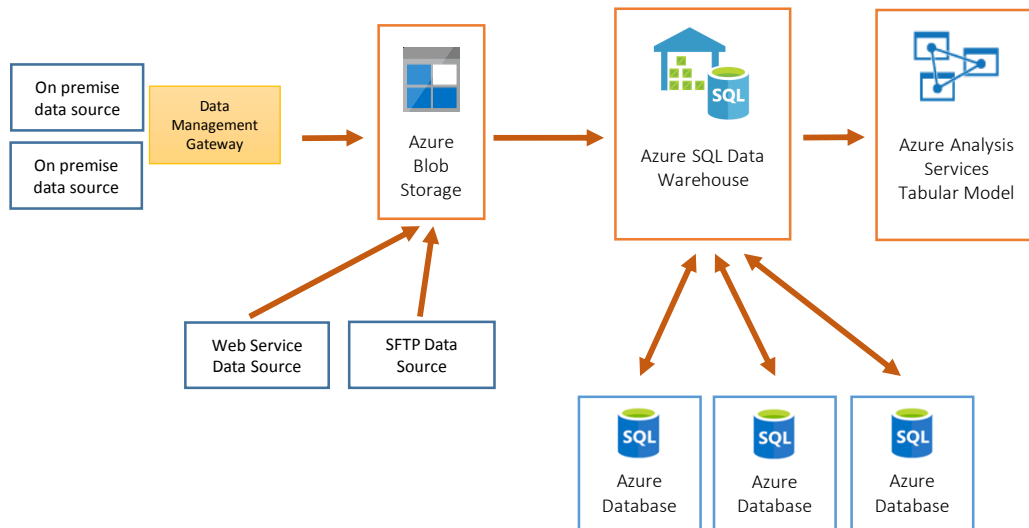 On premise
data source
On premise
data source
Data
Management
Gateway
Azure
Blob
Storage
SQL
Azure SQL Data
Warehouse
Azure Analysis
Services
Tabular Model
Web Service
Data Source
SFTP Data
Source
SQL
Azure
Database
SQL
Azure
Database
SQL
Azure
Database